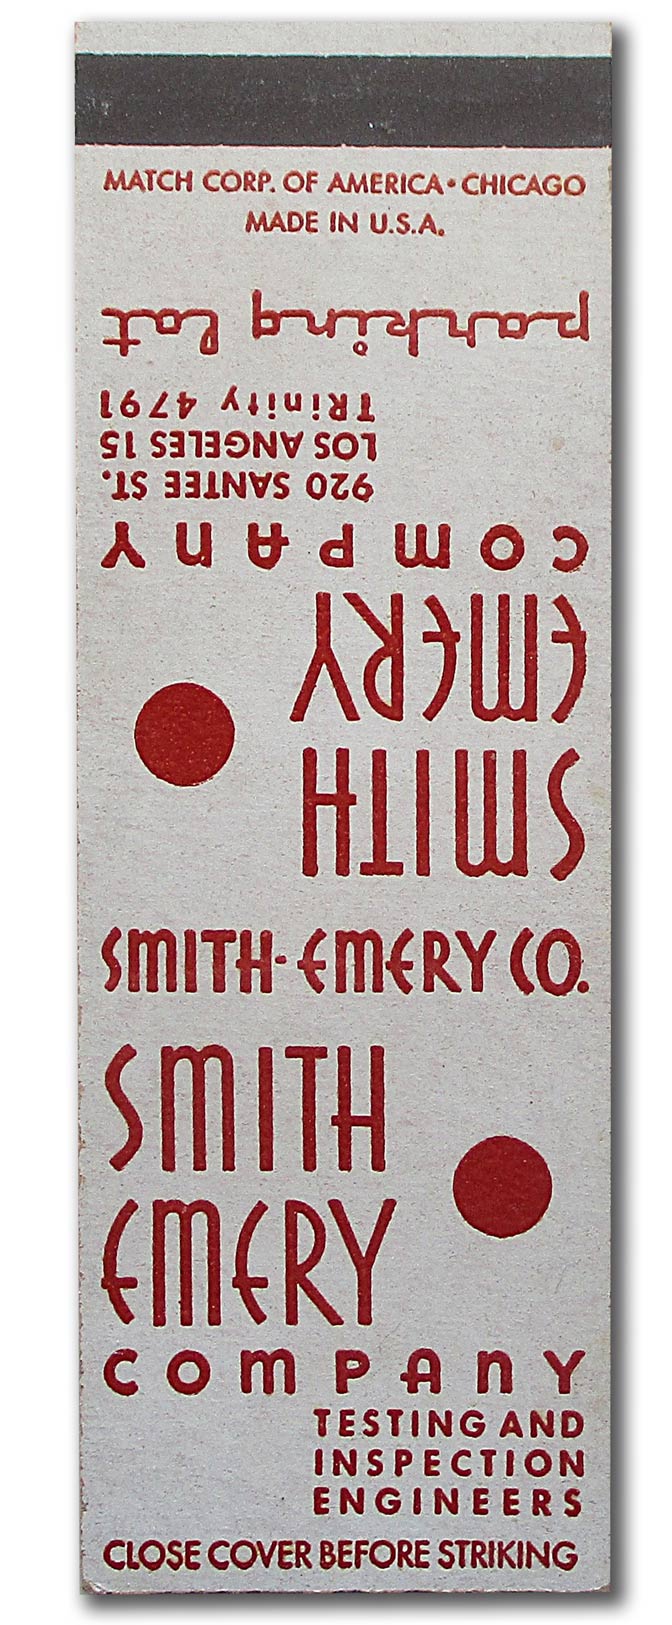 MATCH CORP. OF AMERICA • CHICAGO
MADE IN U.S.A.
SMITH
EMERY
COMPANY
920 SANTEE ST.
LOS ANGELES 15
TRinity 4791
parking lot
SMITH-EMERY CO.
SMITH
EMERY
COMPANY
TESTING AND
INSPECTION
ENGINEERS
CLOSE COVER BEFORE STRIKING